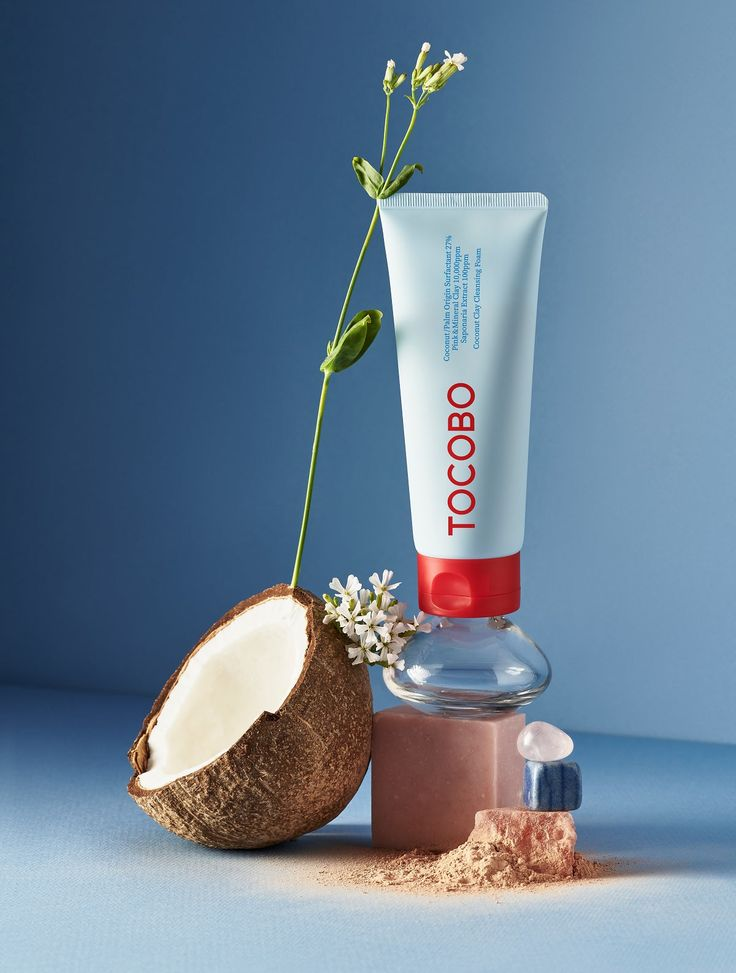 Coconut/Palm Origin Surfactant 27%
Pink&Mineral Clay 10,000ppm
Saponaria Extract 100ppm
Coconut Clay Cleansing Foam
TOCOBO